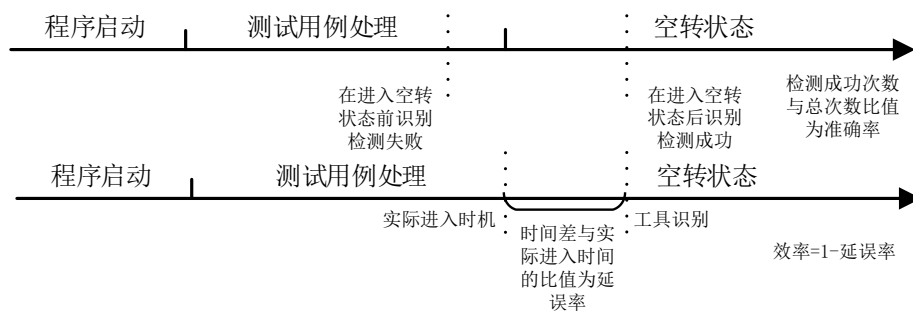 程序启动 测试用例处理 空转状态
在进入空转
状态前识别
检测失败
在进入空转
状态后识别
检测成功
检测成功次数
与总次数比值
为准确率
程序启动 测试用例处理 空转状态
实际进入时机
工具识别
时间差与实
际进入时间
的比值为延
误率
效率=1-延误率